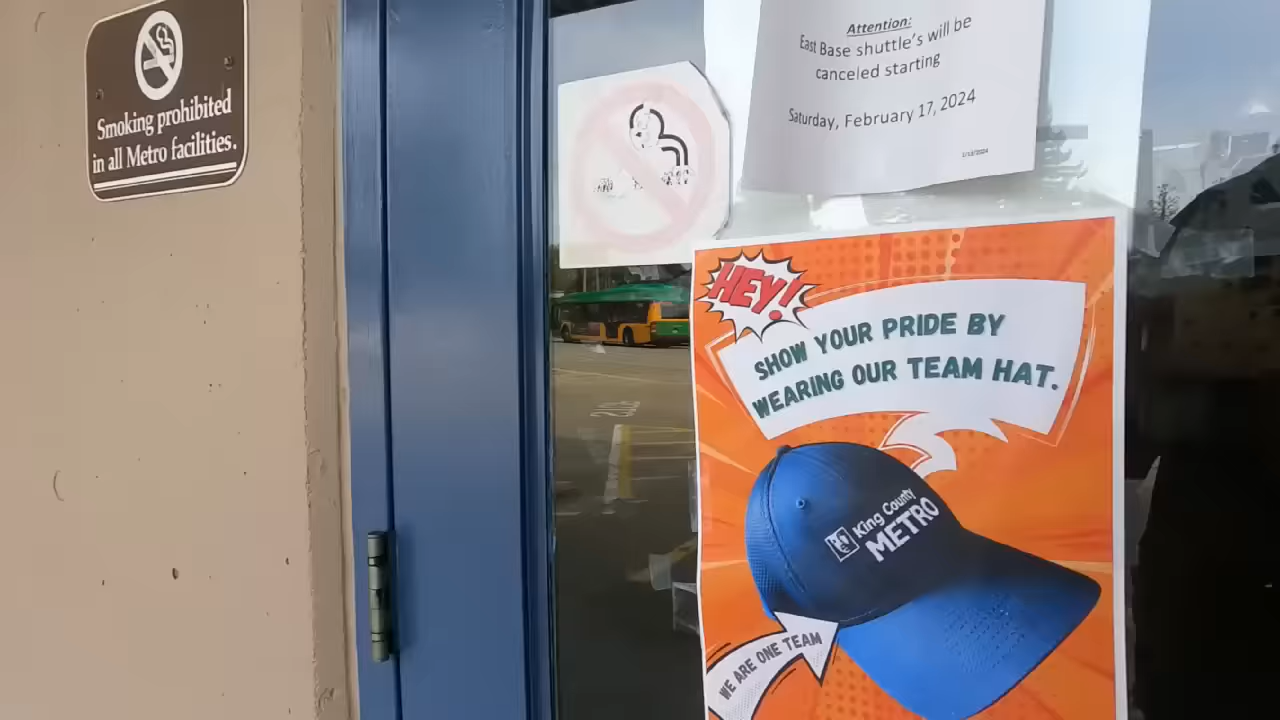 Smoking prohibited
in all Metro facilities.
Attention:
East Base shuttle's will be
canceled starting
Saturday, February 17, 2024
HEY!
SHOW YOUR PRIDE BY
WEARING OUR TEAM HAT.
King County
METRO
WE ARE ONE TEAM